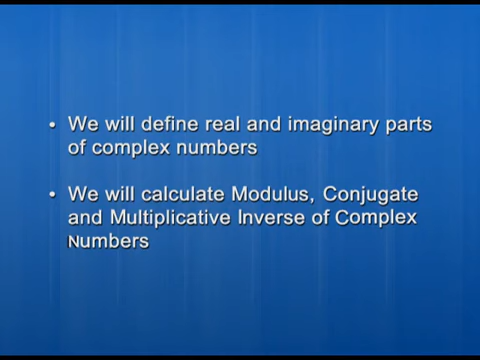 • We will define real and imaginary parts
of complex numbers
• We will calculate Modulus, Conjugate
and Multiplicative Inverse of Complex
Numbers